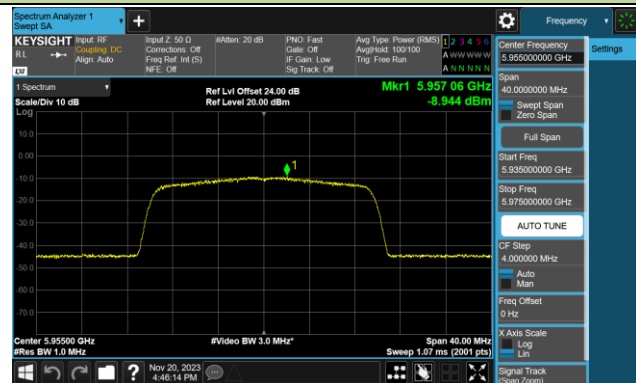 Spectrum Analyzer 1
Swept SA
Frequency
KEYSIGHT
Input: RF
Input Z: 50 Ω
#Atten: 20 dB
PNO: Fast
Avg Type: Power (RMS)
1 2 3 4 5 6
RL
Coupling: DC
Corrections: Off
Gate: Off
Avg|Hold: 100/100
A W W W W W
Align: Auto
Freq Ref: Int (S)
IF Gain: Low
Trig: Free Run
NFE: Off
Sig Track: Off
A N N N N N
LXI
1 Spectrum
Ref Lvl Offset 24.00 dB
Mkr1 5.957 06 GHz
Scale/Div 10 dB
Ref Level 20.00 dBm
-8.944 dBm
Log
10.0
0.00
-10.0
-20.0
-30.0
-40.0
-50.0
-60.0
-70.0
1
Center 5.95500 GHz
#Video BW 3.0 MHz*
Span 40.00 MHz
#Res BW 1.0 MHz
Sweep 1.07 ms (2001 pts)
Nov 20, 2023
4:46:14 PM
Center Frequency
5.955000000 GHz
Settings
Span
40.0000000 MHz
Swept Span
Zero Span
Full Span
Start Freq
5.935000000 GHz
Stop Freq
5.975000000 GHz
AUTO TUNE
CF Step
4.000000 MHz
Auto
Man
Freq Offset
0 Hz
X Axis Scale
Log
Lin
Signal Track
(Span Zoom)